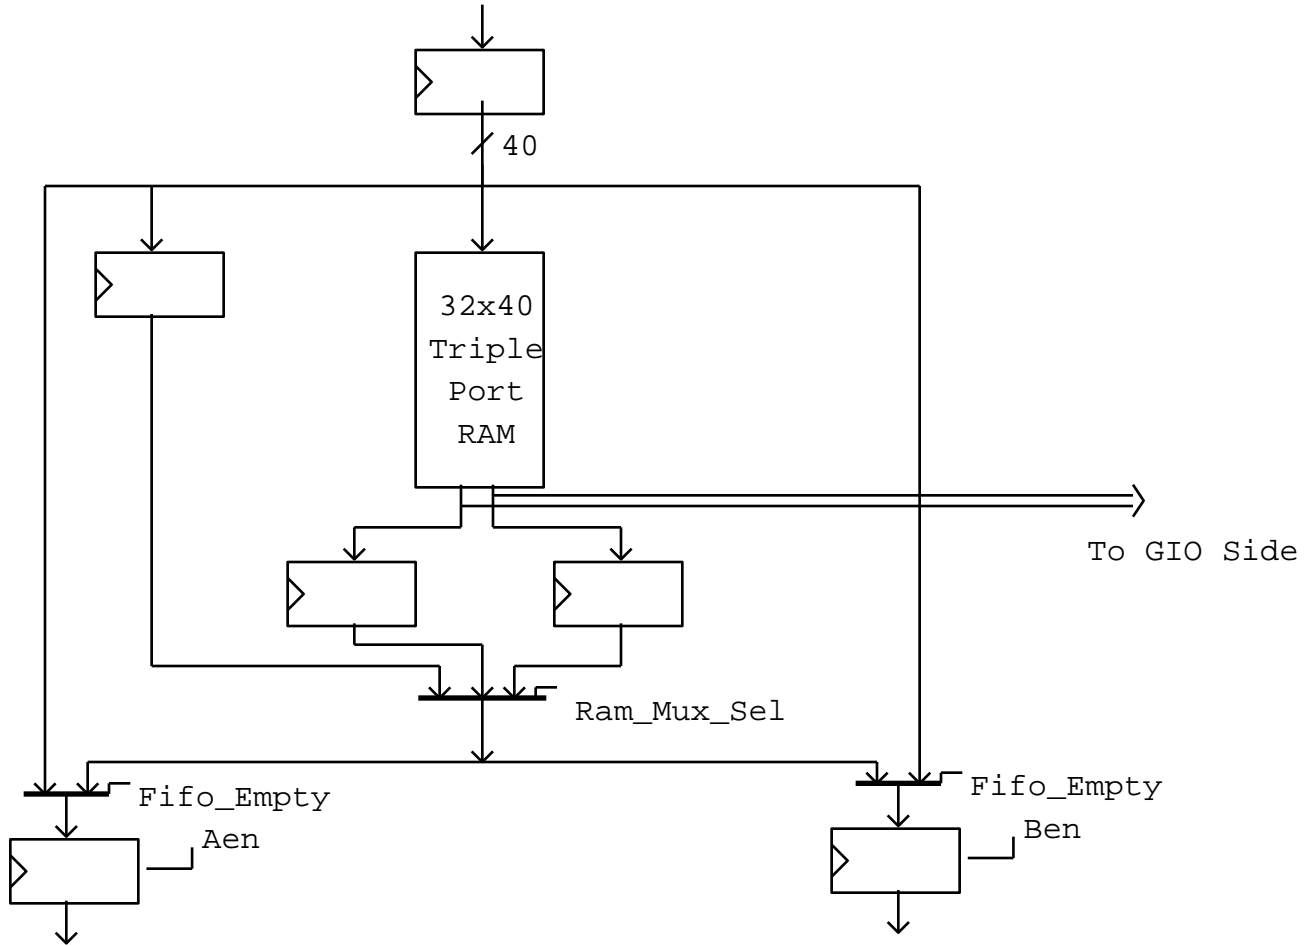 40
32x40
Triple
Port
RAM
To GIO Side
Ram_Mux_Sel
Fifo_Empty
Fifo_Empty
Aen
Ben